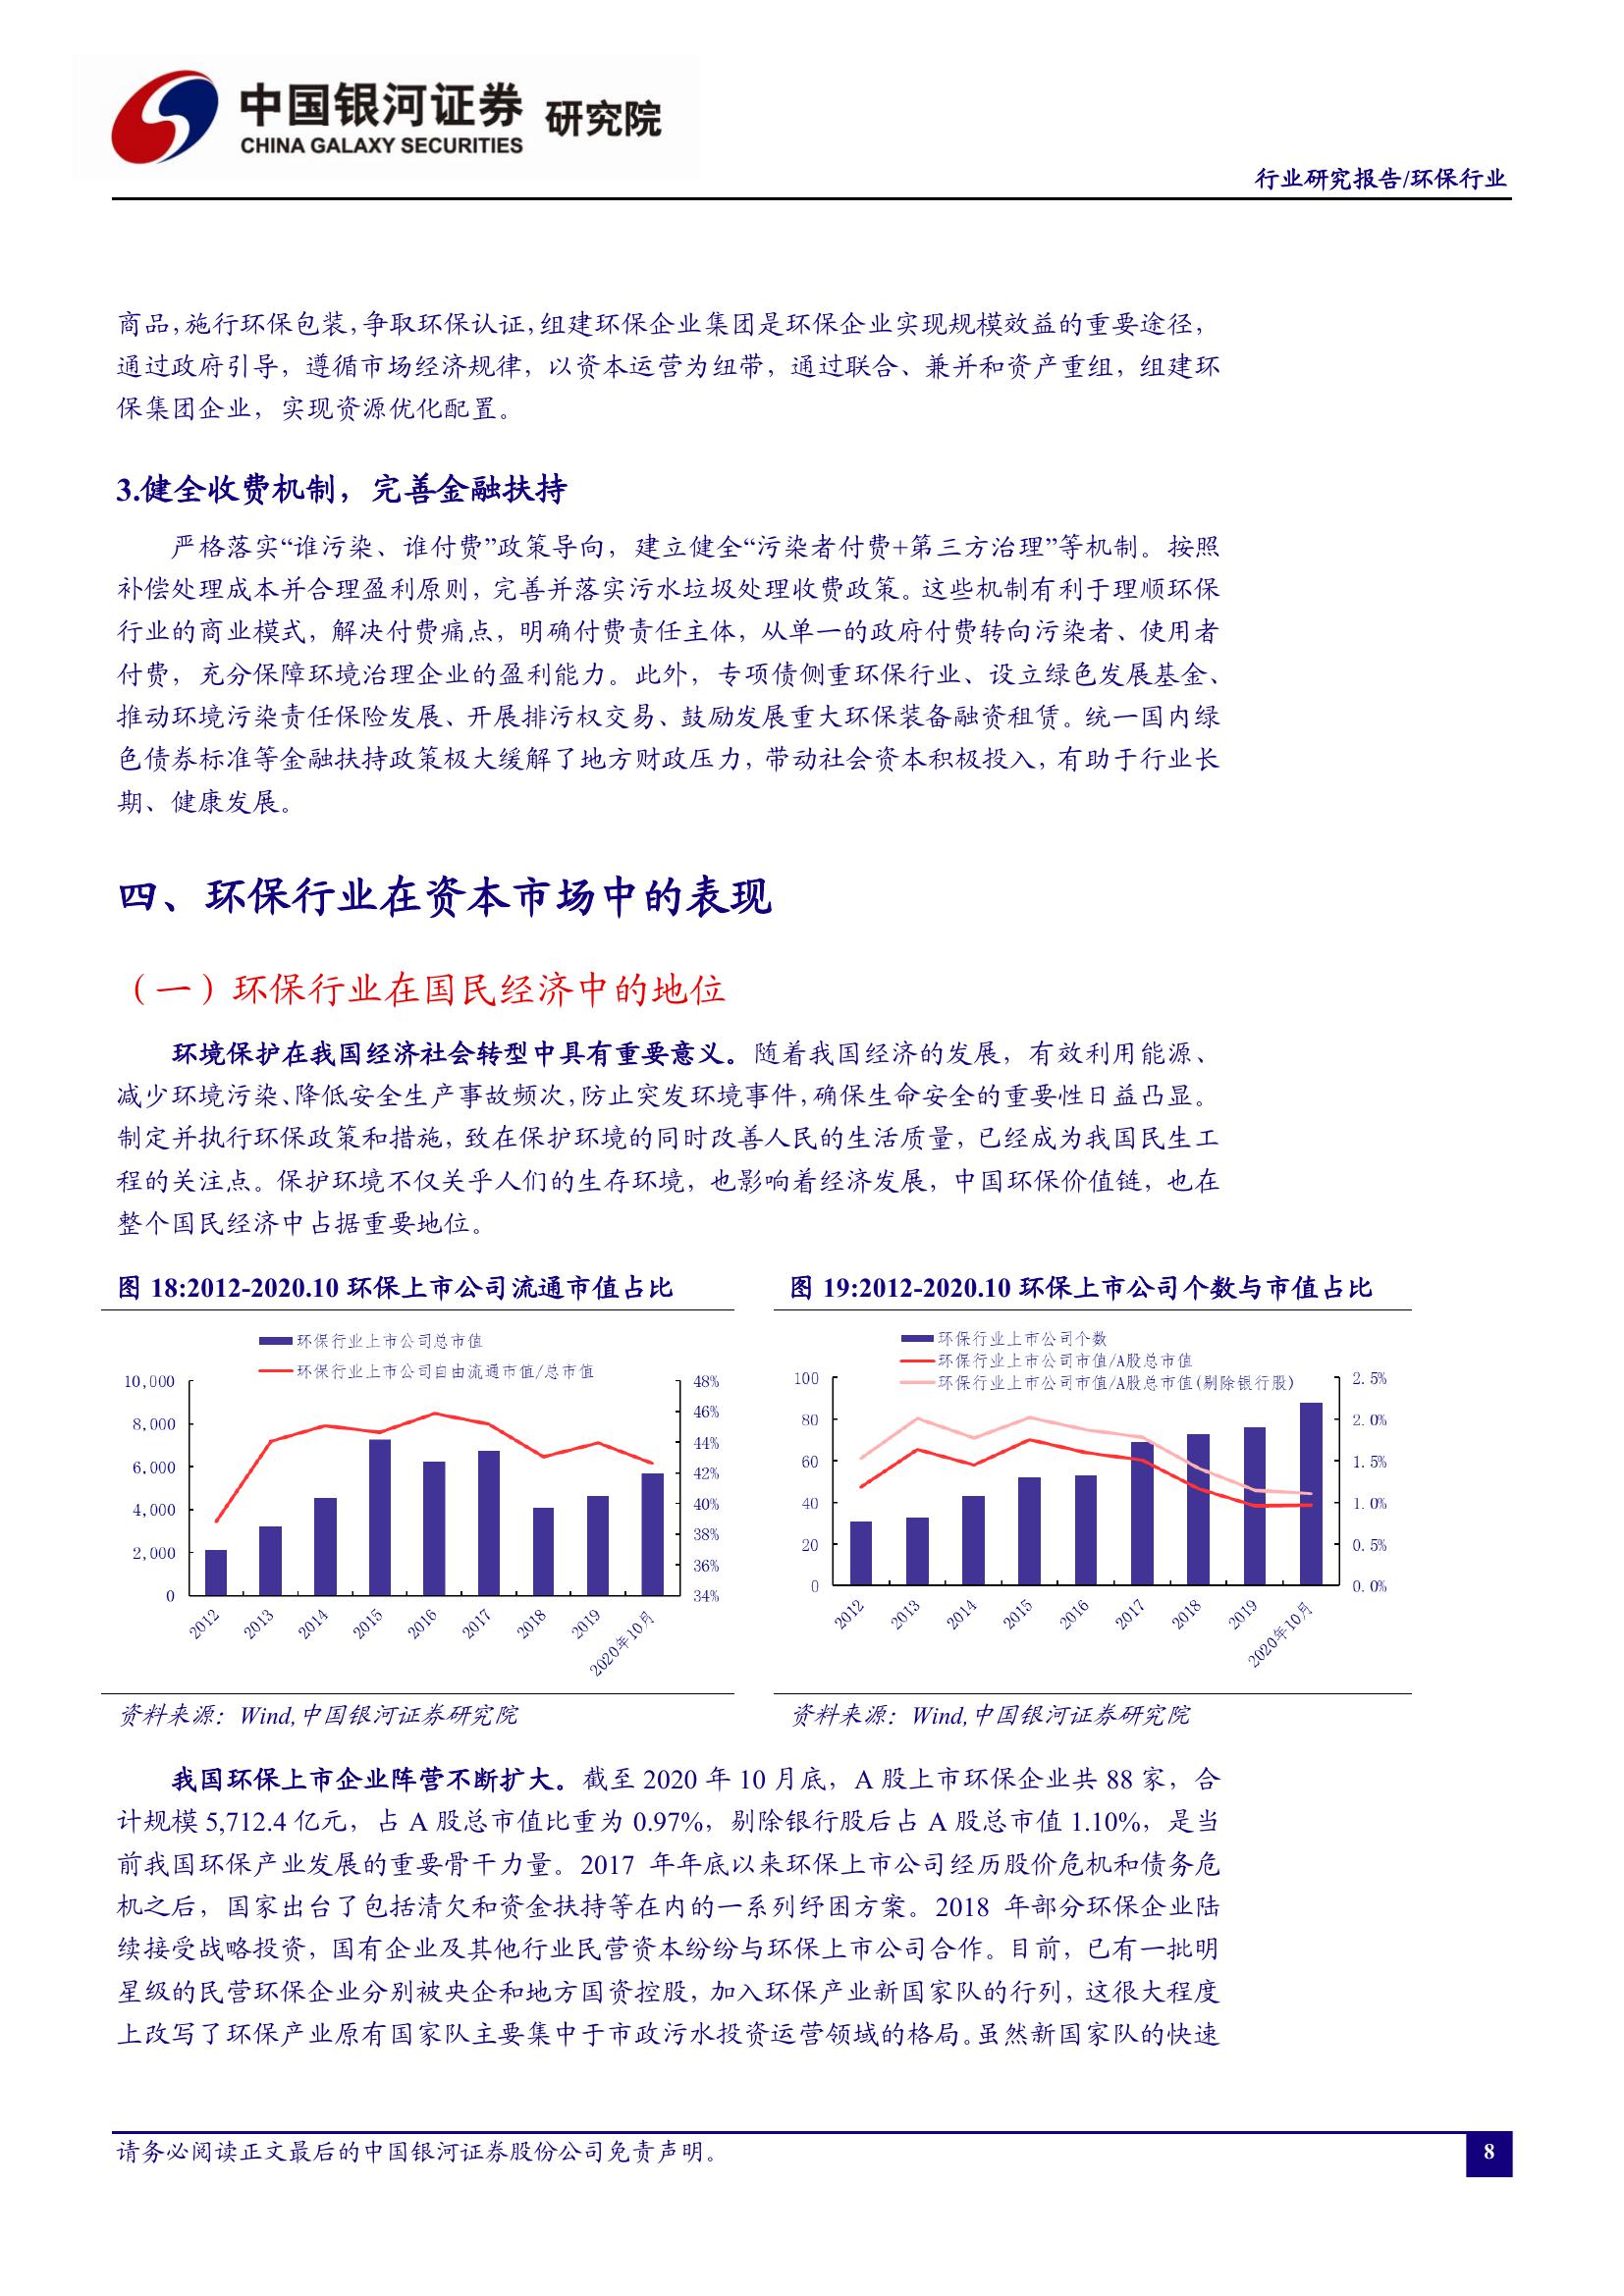 中国银河证券 研究院
CHINA GALAXY SECURITIES
行业研究报告/环保行业
商品，施行环保包装，争取环保认证，组建环保企业集团是环保企业实现规模效益的重要途径，
通过政府引导，遵循市场经济规律，以资本运营为纽带，通过联合、兼并和资产重组，组建环
保集团企业，实现资源优化配置。
3.健全收费机制，完善金融扶持
严格落实“谁污染、谁付费”政策导向，建立健全“污染者付费+第三方治理”等机制。按照
补偿处理成本并合理盈利原则，完善并落实污水垃圾处理收费政策。这些机制有利于理顺环保
行业的商业模式，解决付费痛点，明确付费责任主体，从单一的政府付费转向污染者、使用者
付费，充分保障环境治理企业的盈利能力。此外，专项债侧重环保行业、设立绿色发展基金、
推动环境污染责任保险发展、开展排污权交易、鼓励发展重大环保装备融资租赁。统一国内绿
色债券标准等金融扶持政策极大缓解了地方财政压力，带动社会资本积极投入，有助于行业长
期、健康发展。
四、环保行业在资本市场中的表现
（一）环保行业在国民经济中的地位
环境保护在我国经济社会转型中具有重要意义。随着我国经济的发展，有效利用能源、
减少环境污染、降低安全生产事故频次，防止突发环境事件，确保生命安全的重要性日益凸显。
制定并执行环保政策和措施，致在保护环境的同时改善人民的生活质量，已经成为我国民生工
程的关注点。保护环境不仅关乎人们的生存环境，也影响着经济发展，中国环保价值链，也在
整个国民经济中占据重要地位。
图 18:2012-2020.10 环保上市公司流通市值占比
环保行业上市公司总市值
环保行业上市公司自由流通市值/总市值
10,000
8,000
6,000
4,000
2,000
0
48%
46%
44%
42%
40%
38%
36%
34%
2012
2013
2014
2015
2016
2017
2018
2019
2020年10月
资料来源：Wind,中国银河证券研究院
图 19:2012-2020.10 环保上市公司个数与市值占比
环保行业上市公司个数
环保行业上市公司市值/A股总市值
环保行业上市公司市值/A股总市值(剔除银行股)
100
80
60
40
20
0
2.5%
2.0%
1.5%
1.0%
0.5%
0.0%
2012
2013
2014
2015
2016
2017
2018
2019
2020年10月
资料来源：Wind,中国银河证券研究院
我国环保上市企业阵营不断扩大。截至 2020 年 10 月底，A 股上市环保企业共 88 家，合
计规模 5,712.4 亿元，占 A 股总市值比重为 0.97%，剔除银行股后占 A 股总市值 1.10%，是当
前我国环保产业发展的重要骨干力量。2017 年年底以来环保上市公司经历股价危机和债务危
机之后，国家出台了包括清欠和资金扶持等在内的一系列纾困方案。2018 年部分环保企业陆
续接受战略投资，国有企业及其他行业民营资本纷纷与环保上市公司合作。目前，已有一批明
星级的民营环保企业分别被央企和地方国资控股，加入环保产业新国家队的行列，这很大程度
上改写了环保产业原有国家队主要集中于市政污水投资运营领域的格局。虽然新国家队的快速
请务必阅读正文最后的中国银河证券股份公司免责声明。
8